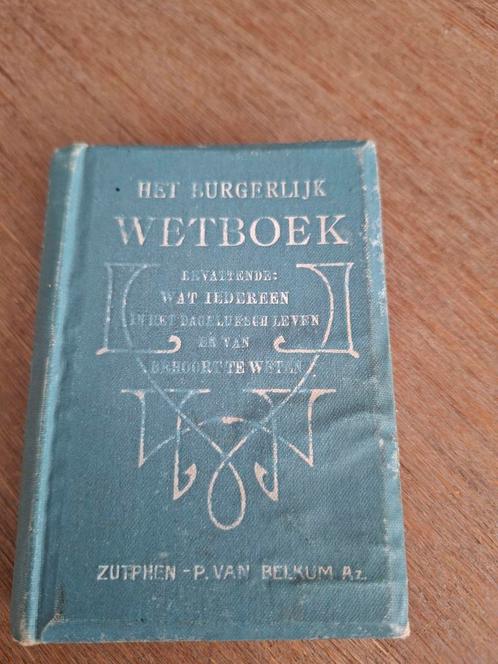 HET BURGERLIJK
WETBOEK
BEVATTENDE:
WAT IEDEREEN
IN HET DAGELIJKSCH LEVEN
ER VAN
BEHOORT TE WETEN
ZUTPHEN - P. VAN BELKUM Az.